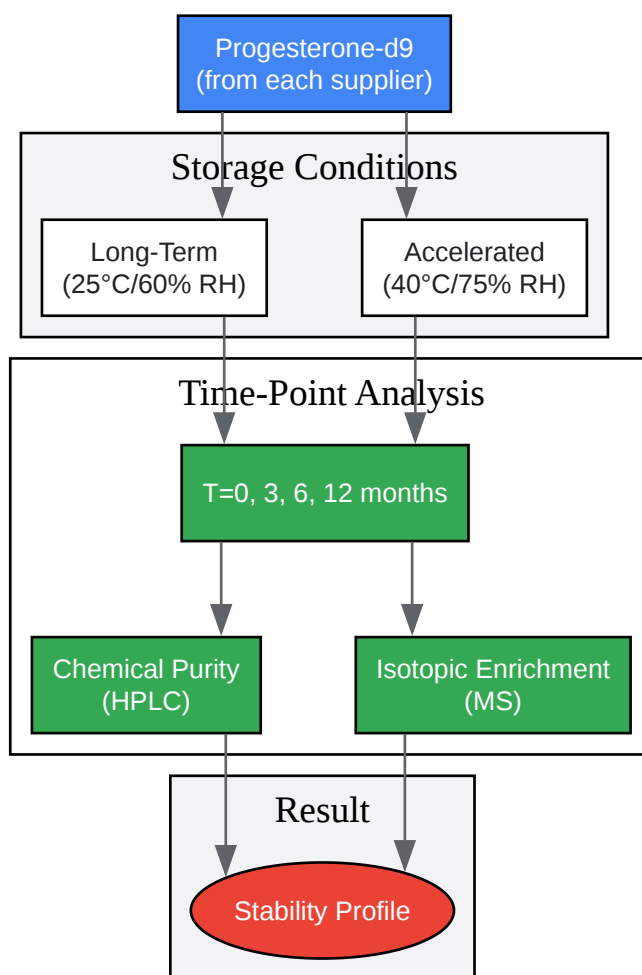 Progesterone-d9
(from each supplier)
Storage Conditions
Long-Term
(25°C/60% RH)
Accelerated
(40°C/75% RH)
Time-Point Analysis
T=0, 3, 6, 12 months
Chemical Purity
(HPLC)
Isotopic Enrichment
(MS)
Result
Stability Profile